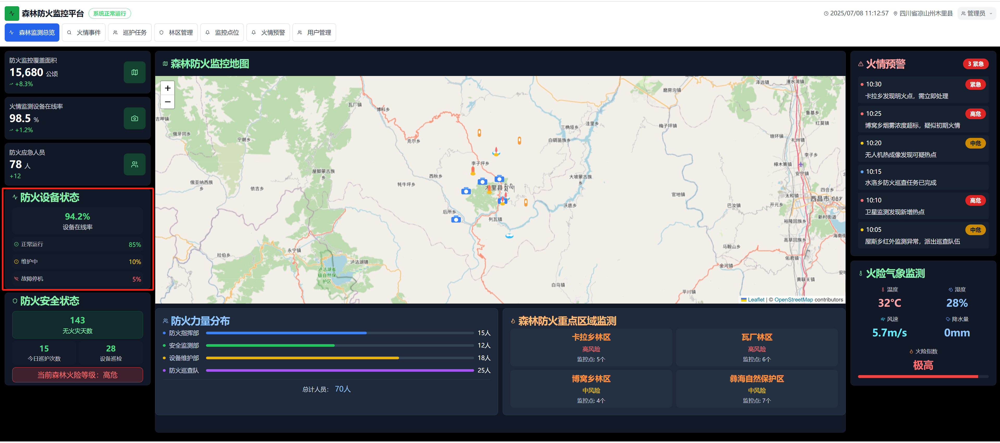 森林防火监控平台
系统正常运行
2025/07/08 11:12:57
四川省凉山州木里县
管理员
森林监测总览
火情事件
巡护任务
林区管理
监控点位
火情预警
用户管理
防火监控覆盖面积
15,680 公顷
+8.3%
火情监测设备在线率
98.5 %
+1.2%
防火应急人员
78 人
+12
防火设备状态
94.2%
设备在线率
正常运行 85%
维护中 10%
故障停机 5%
防火安全状态
143
无火灾天数
15
今日巡护次数
28
设备巡检
当前森林火险等级：高危
森林防火监控地图
+
−
泽远镇
漫水湾镇
磨房沟镇
瓦厂镇
博科乡
鲁基乡
吉呷镇
洼里乡
红莫镇
三桷垭乡
梅子坪镇
俄牙同乡
琅环镇
宁朗乡
克尔乡
白碉苗族乡
礼州镇
李子乡
李子坪乡
樟木箐镇
屋脚蒙古族
乡
安宁镇
西秋乡
大坡蒙古族
乡
俄亚纳西族
乡
牦牛坪乡
依吉乡
里县
四合乡
官地镇
太和镇
西昌市
开元乡
巴汝镇
沃底乡
后所乡
新村街道
列瓦镇
裕隆回族乡
海南街
高草回族乡
马鞍山乡
永宁镇
拉伯乡
佑君镇
泸沽湖镇
金河镇
泸沽湖省
级自然保
护区
黄联关镇
白乌镇
平川镇
Leaflet | © OpenStreetMap contributors
防火力量分布
防火指挥部 15人
安全监测部 12人
设备维护部 18人
防火巡查队 25人
总计人员： 70人
森林防火重点区域监测
卡拉乡林区
高风险
监控点: 5个
瓦厂林区
高风险
监控点: 6个
博窝乡林区
中风险
监控点: 4个
彝海自然保护区
中风险
监控点: 7个
火情预警
3 紧急
10:30 紧急
卡拉乡发现明火点，需立即处理
10:25 高危
博窝乡烟雾浓度超标，疑似初期火情
10:20 中危
无人机热成像发现可疑热点
10:15
水洛乡防火巡查任务已完成
10:10 高危
卫星监测发现新增热点
10:05 中危
屋斯乡红外监测异常，派出巡查队伍
火险气象监测
温度
32°C
湿度
28%
风速
5.7m/s
降水量
0mm
火险指数
极高